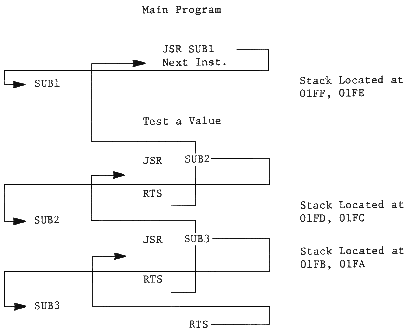 Main Program
JSR SUB1
Next Inst.
SUB1
Stack Located at
01FF, 01FE
Test a Value
JSR SUB2
RTS
SUB2
Stack Located at
01FD, 01FC
JSR SUB3
Stack Located at
01FB, 01FA
RTS
SUB3
RTS